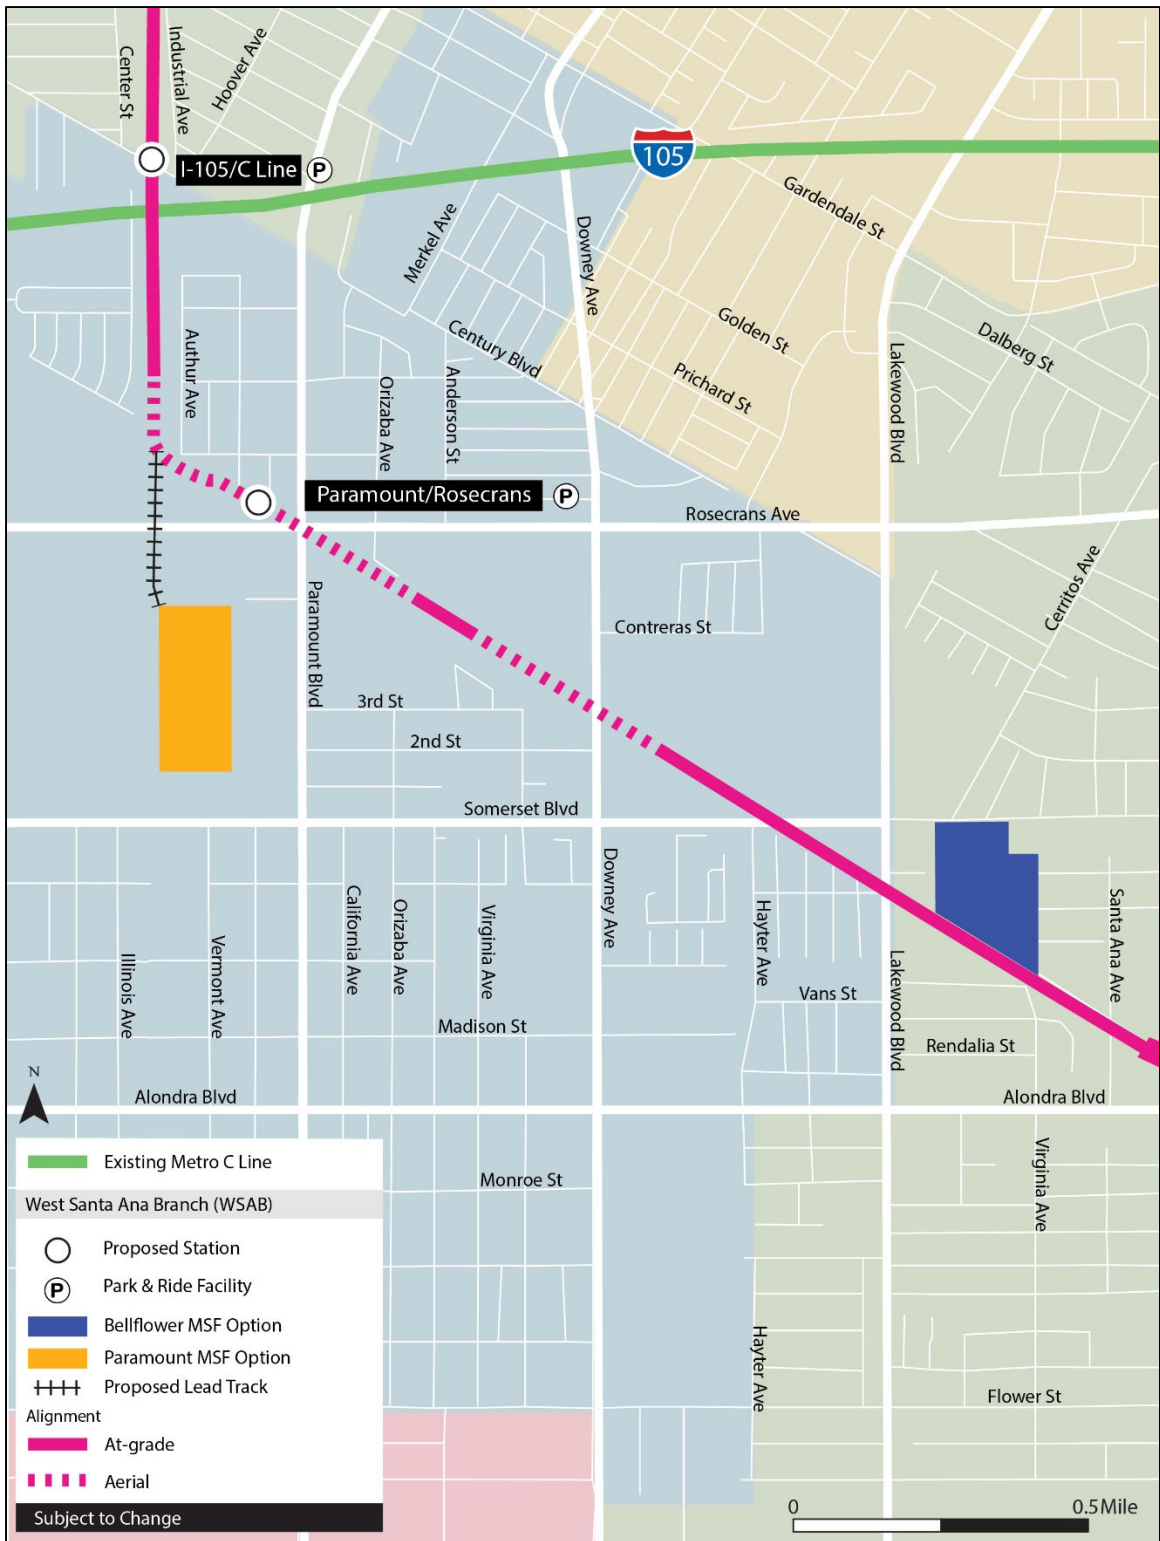 Center St
Industrial Ave
Hoover Ave
I-105/C Line
P
105
Gardendale St
Merkel Ave
Downey Ave
Golden St
Dalberg St
Century Blvd
Prichard St
Authur Ave
Orizaba Ave
Anderson St
Lakewood Blvd
Paramount/Rosecrans
P
Rosecrans Ave
Cerritos Ave
Paramount Blvd
Contreras St
3rd St
2nd St
Somerset Blvd
Downey Ave
California Ave
Orizaba Ave
Virginia Ave
Hayter Ave
Santa Ana Ave
Illinois Ave
Vermont Ave
Vans St
Lakewood Blvd
Madison St
Rendalia St
N
Alondra Blvd
Alondra Blvd
Existing Metro C Line
Monroe St
Virginia Ave
West Santa Ana Branch (WSAB)
Proposed Station
P
Park & Ride Facility
Bellflower MSF Option
Paramount MSF Option
Hayter Ave
Proposed Lead Track
Flower St
Alignment
At-grade
Aerial
Subject to Change
0
0.5 Mile